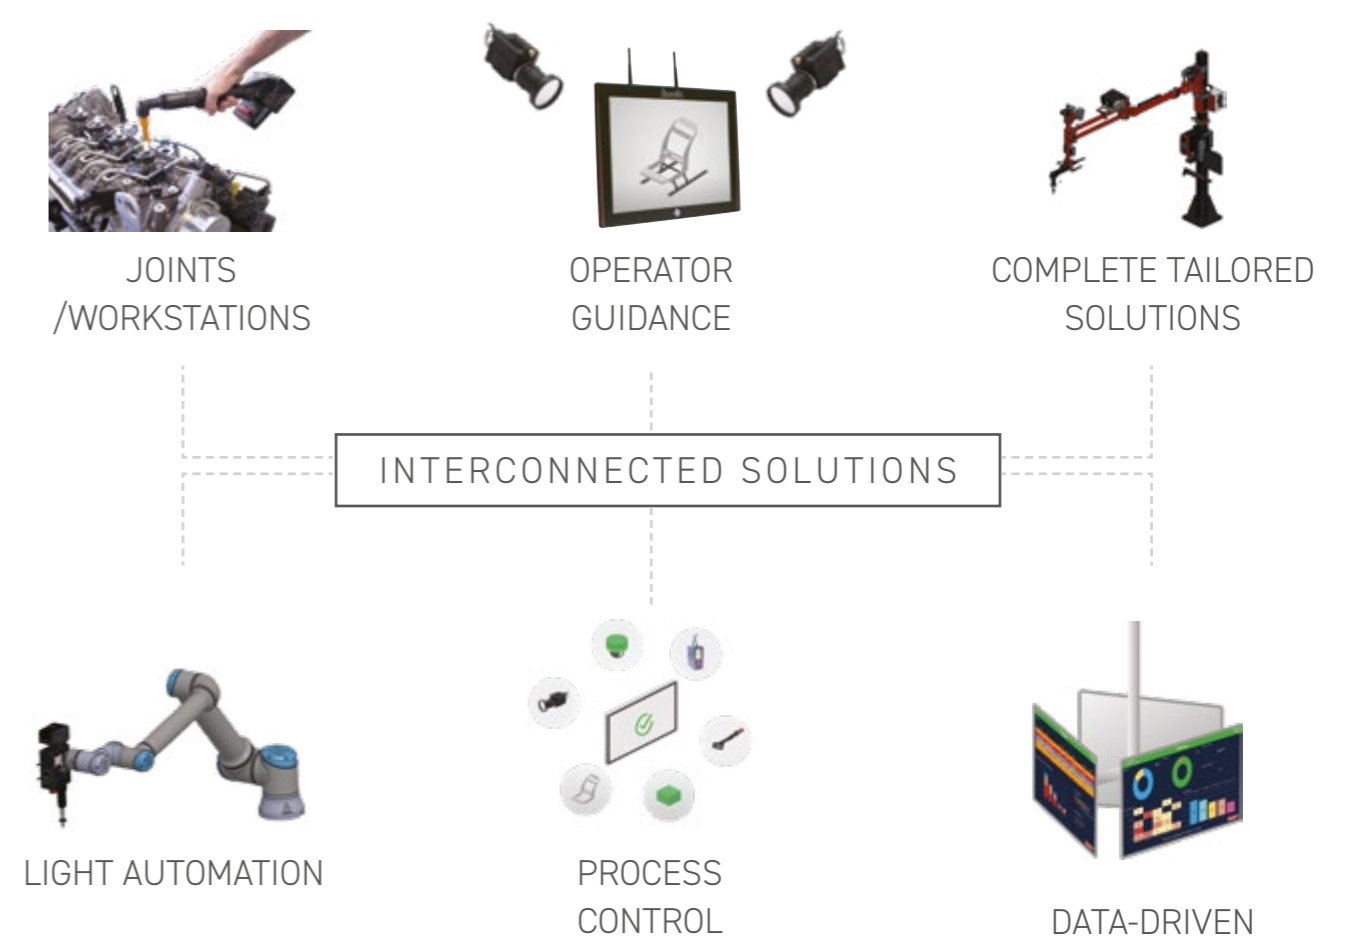 JOINTS
/WORKSTATIONS
OPERATOR
GUIDANCE
COMPLETE TAILORED
SOLUTIONS
INTERCONNECTED SOLUTIONS
LIGHT AUTOMATION
PROCESS
CONTROL
DATA-DRIVEN